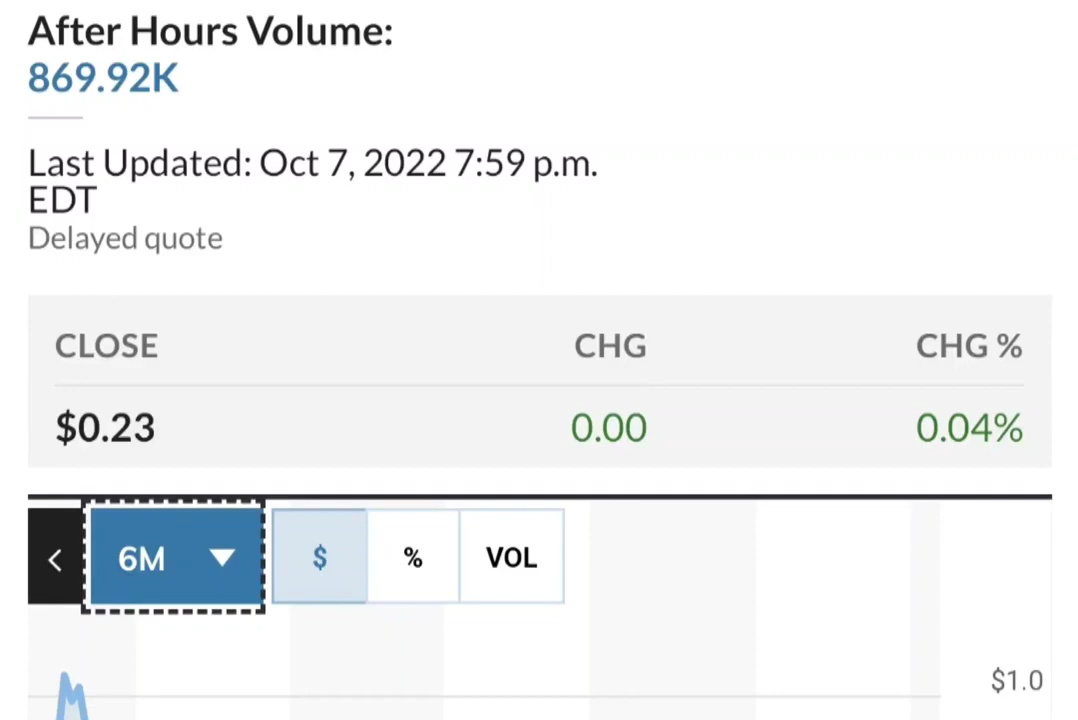 After Hours Volume:
869.92K
Last Updated: Oct 7, 2022 7:59 p.m.
EDT
Delayed quote
CLOSE CHG CHG %
$0.23 0.00 0.04%
6M $ % VOL
$1.0